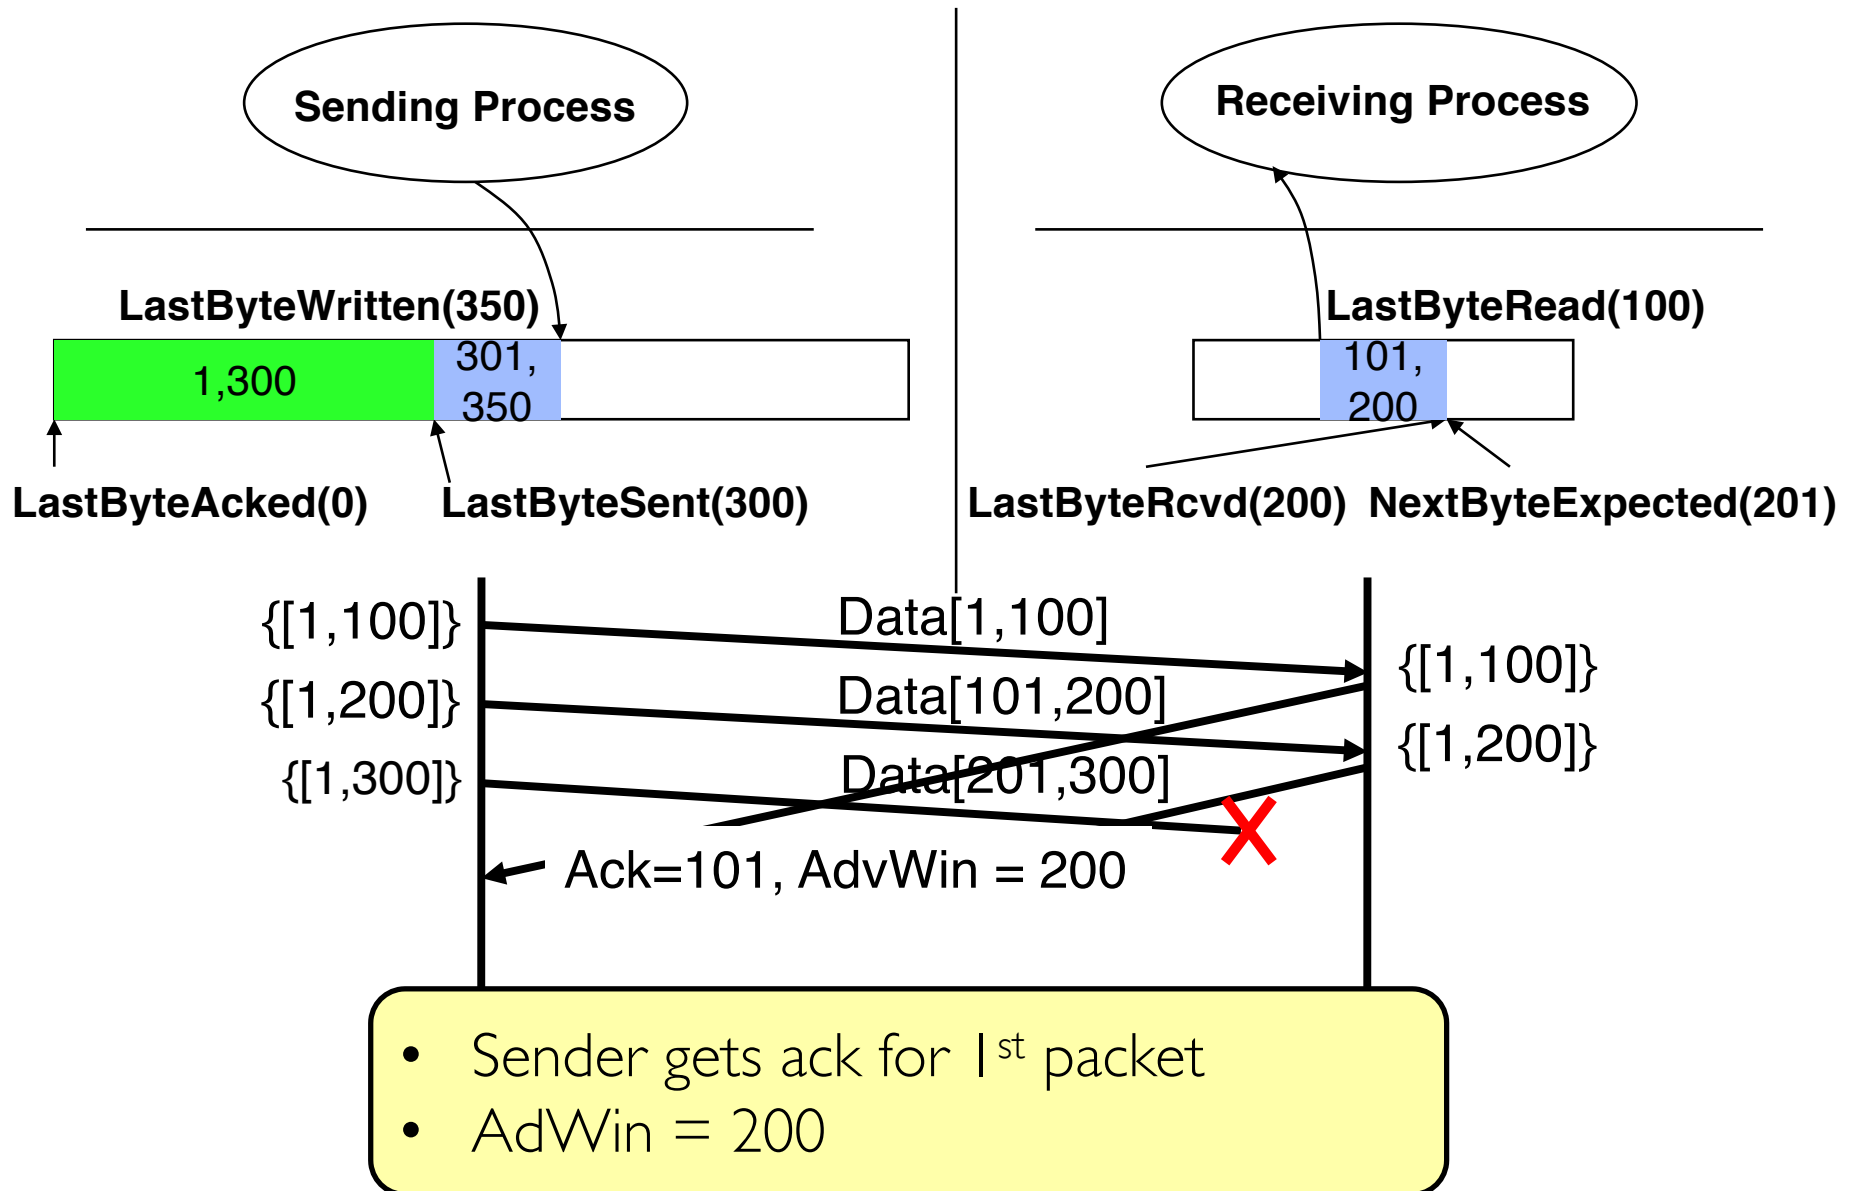 Sending Process
Receiving Process
LastByteWritten(350)
LastByteRead(100)
1,300
301,
350
101,
200
LastByteAcked(0)
LastByteSent(300)
LastByteRcvd(200)
NextByteExpected(201)
{[1,100]}
Data[1,100]
{[1,100]}
{[1,200]}
Data[101,200]
{[1,200]}
{[1,300]}
Data[201,300]
Ack=101, AdvWin = 200
• Sender gets ack for 1st packet
• AdWin = 200